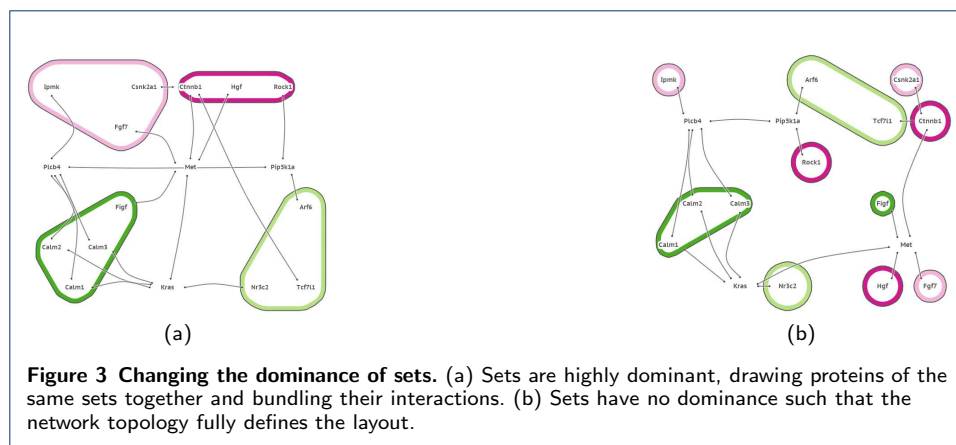 Ipmk
Csnk2a1
Ctnnb1
Hgf
Rock1
Fgf7
Plcb4
Met
Pip5k1a
Figf
Arf6
Calm2
Calm3
Calm1
Kras
Nr3c2
Tcf7l1
(a)
Ipmk
Arf6
Csnk2a1
Plcb4
Pip5k1a
Tcf7l1
Ctnnb1
Rock1
Calm2
Calm3
Figf
Calm1
Met
Kras
Nr3c2
Hgf
Fgf7
(b)
Figure 3 Changing the dominance of sets. (a) Sets are highly dominant, drawing proteins of the
same sets together and bundling their interactions. (b) Sets have no dominance such that the
network topology fully defines the layout.